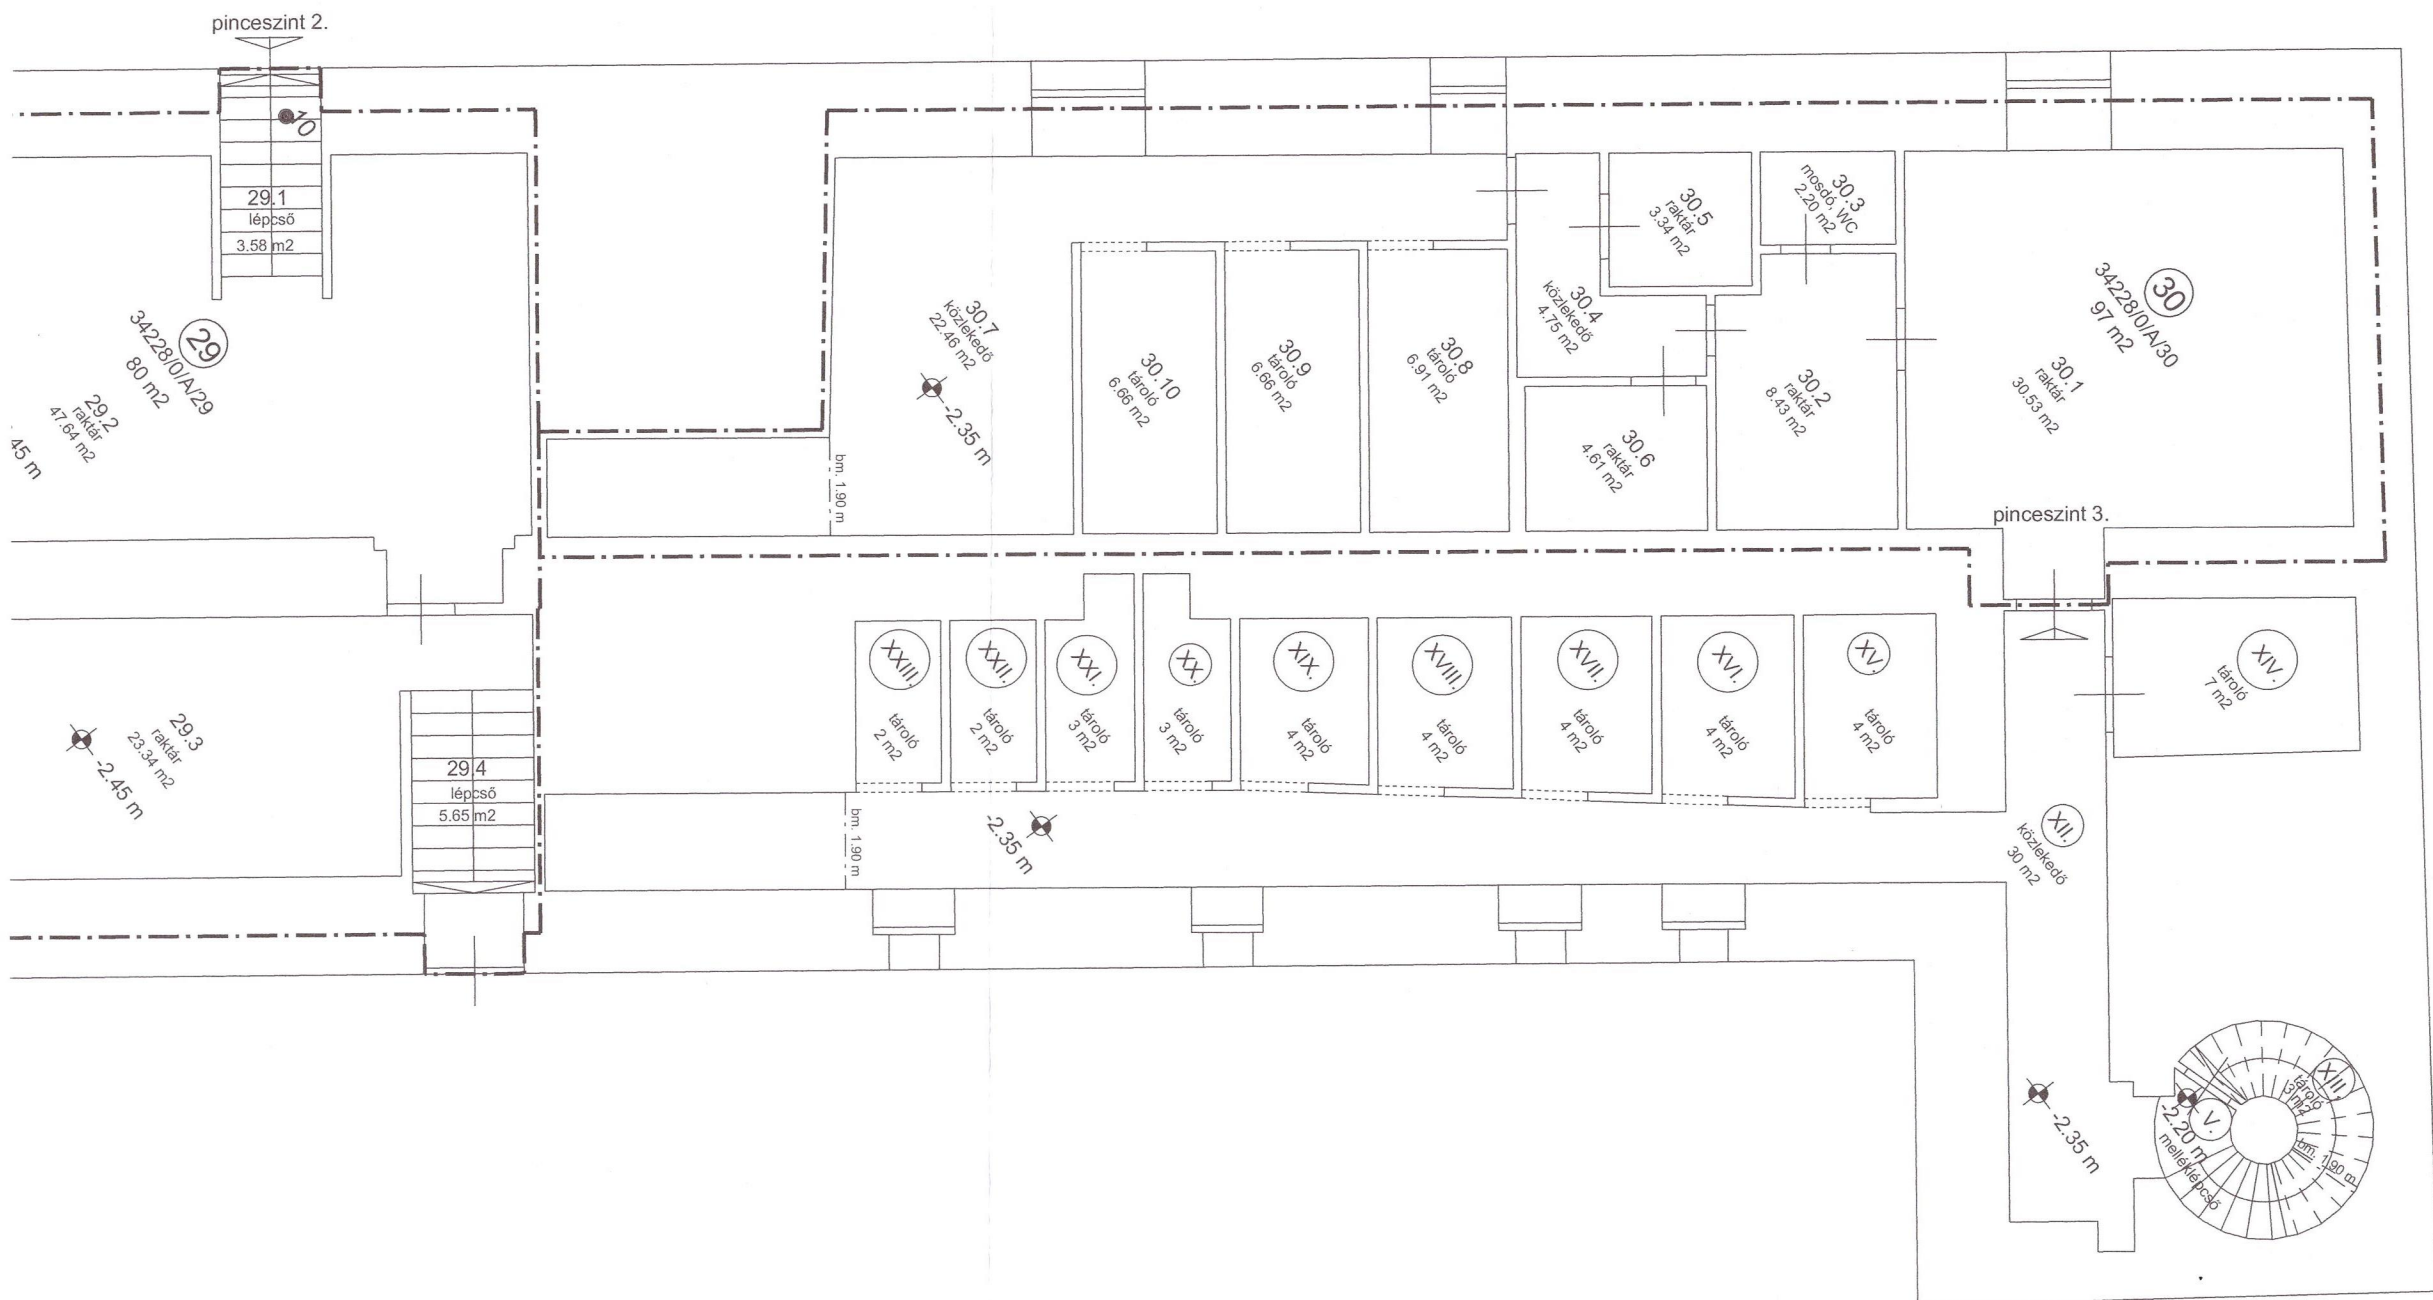 pinceszint 2.
10
29.1
lépcső
3.58 m2
29
34228/0/A/29
80 m2
29.2
raktár
47.64 m2
45 m
29.3
raktár
23.34 m2
-2.45 m
29.4
lépcső
5.65 m2
30.7
közlekedő
22.46 m2
-2.35 m
bm. 1.90 m
30.10
tároló
6.66 m2
30.9
tároló
6.66 m2
30.8
tároló
6.91 m2
30.4
közlekedő
4.75 m2
30.5
raktár
3.34 m2
30.3
mosdó, WC
2.20 m2
30.6
raktár
4.61 m2
30.2
raktár
8.43 m2
30
34228/0/A/30
97 m2
30.1
raktár
30.53 m2
pinceszint 3.
XXIII.
tároló
2 m2
XXII.
tároló
2 m2
XXI.
tároló
3 m2
XX.
tároló
3 m2
XIX.
tároló
4 m2
XVIII.
tároló
4 m2
XVII.
tároló
4 m2
XVI.
tároló
4 m2
XV.
tároló
4 m2
XIV.
tároló
7 m2
bm. 1.90 m
-2.35 m
XII.
közlekedő
30 m2
-2.35 m
XIII.
tároló
3 m2
V.
-2.20 m
melléklépcső
bm. 1.90 m